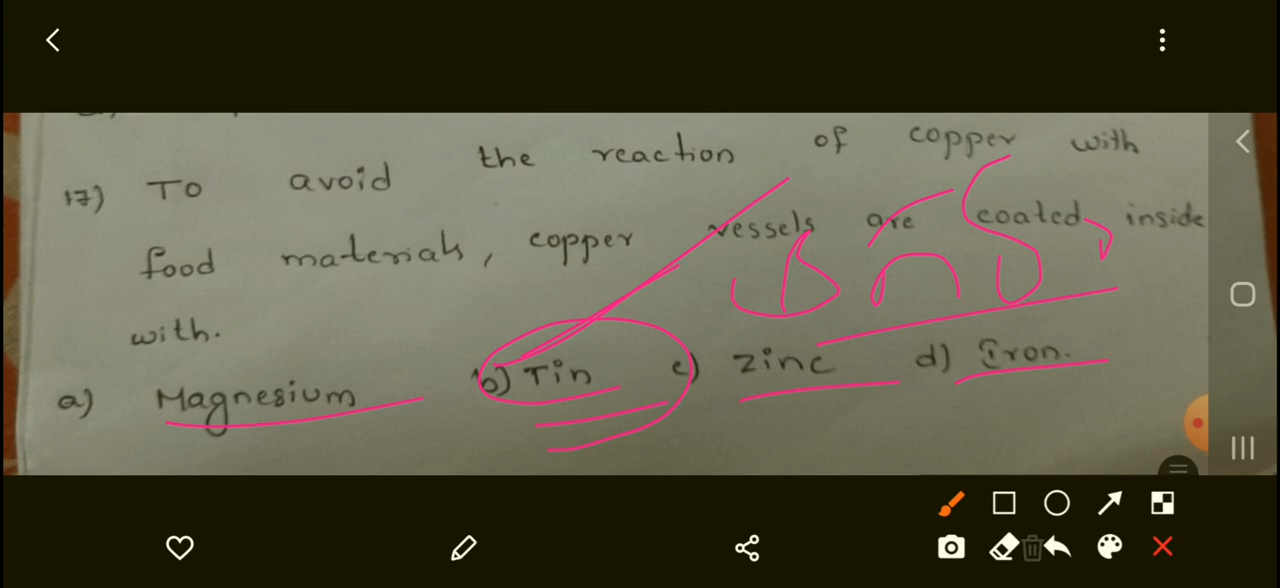 17) To avoid the reaction of copper with
food materials, copper vessels are coated inside
with.
a) Magnesium b) Tin c) Zinc d) Iron.